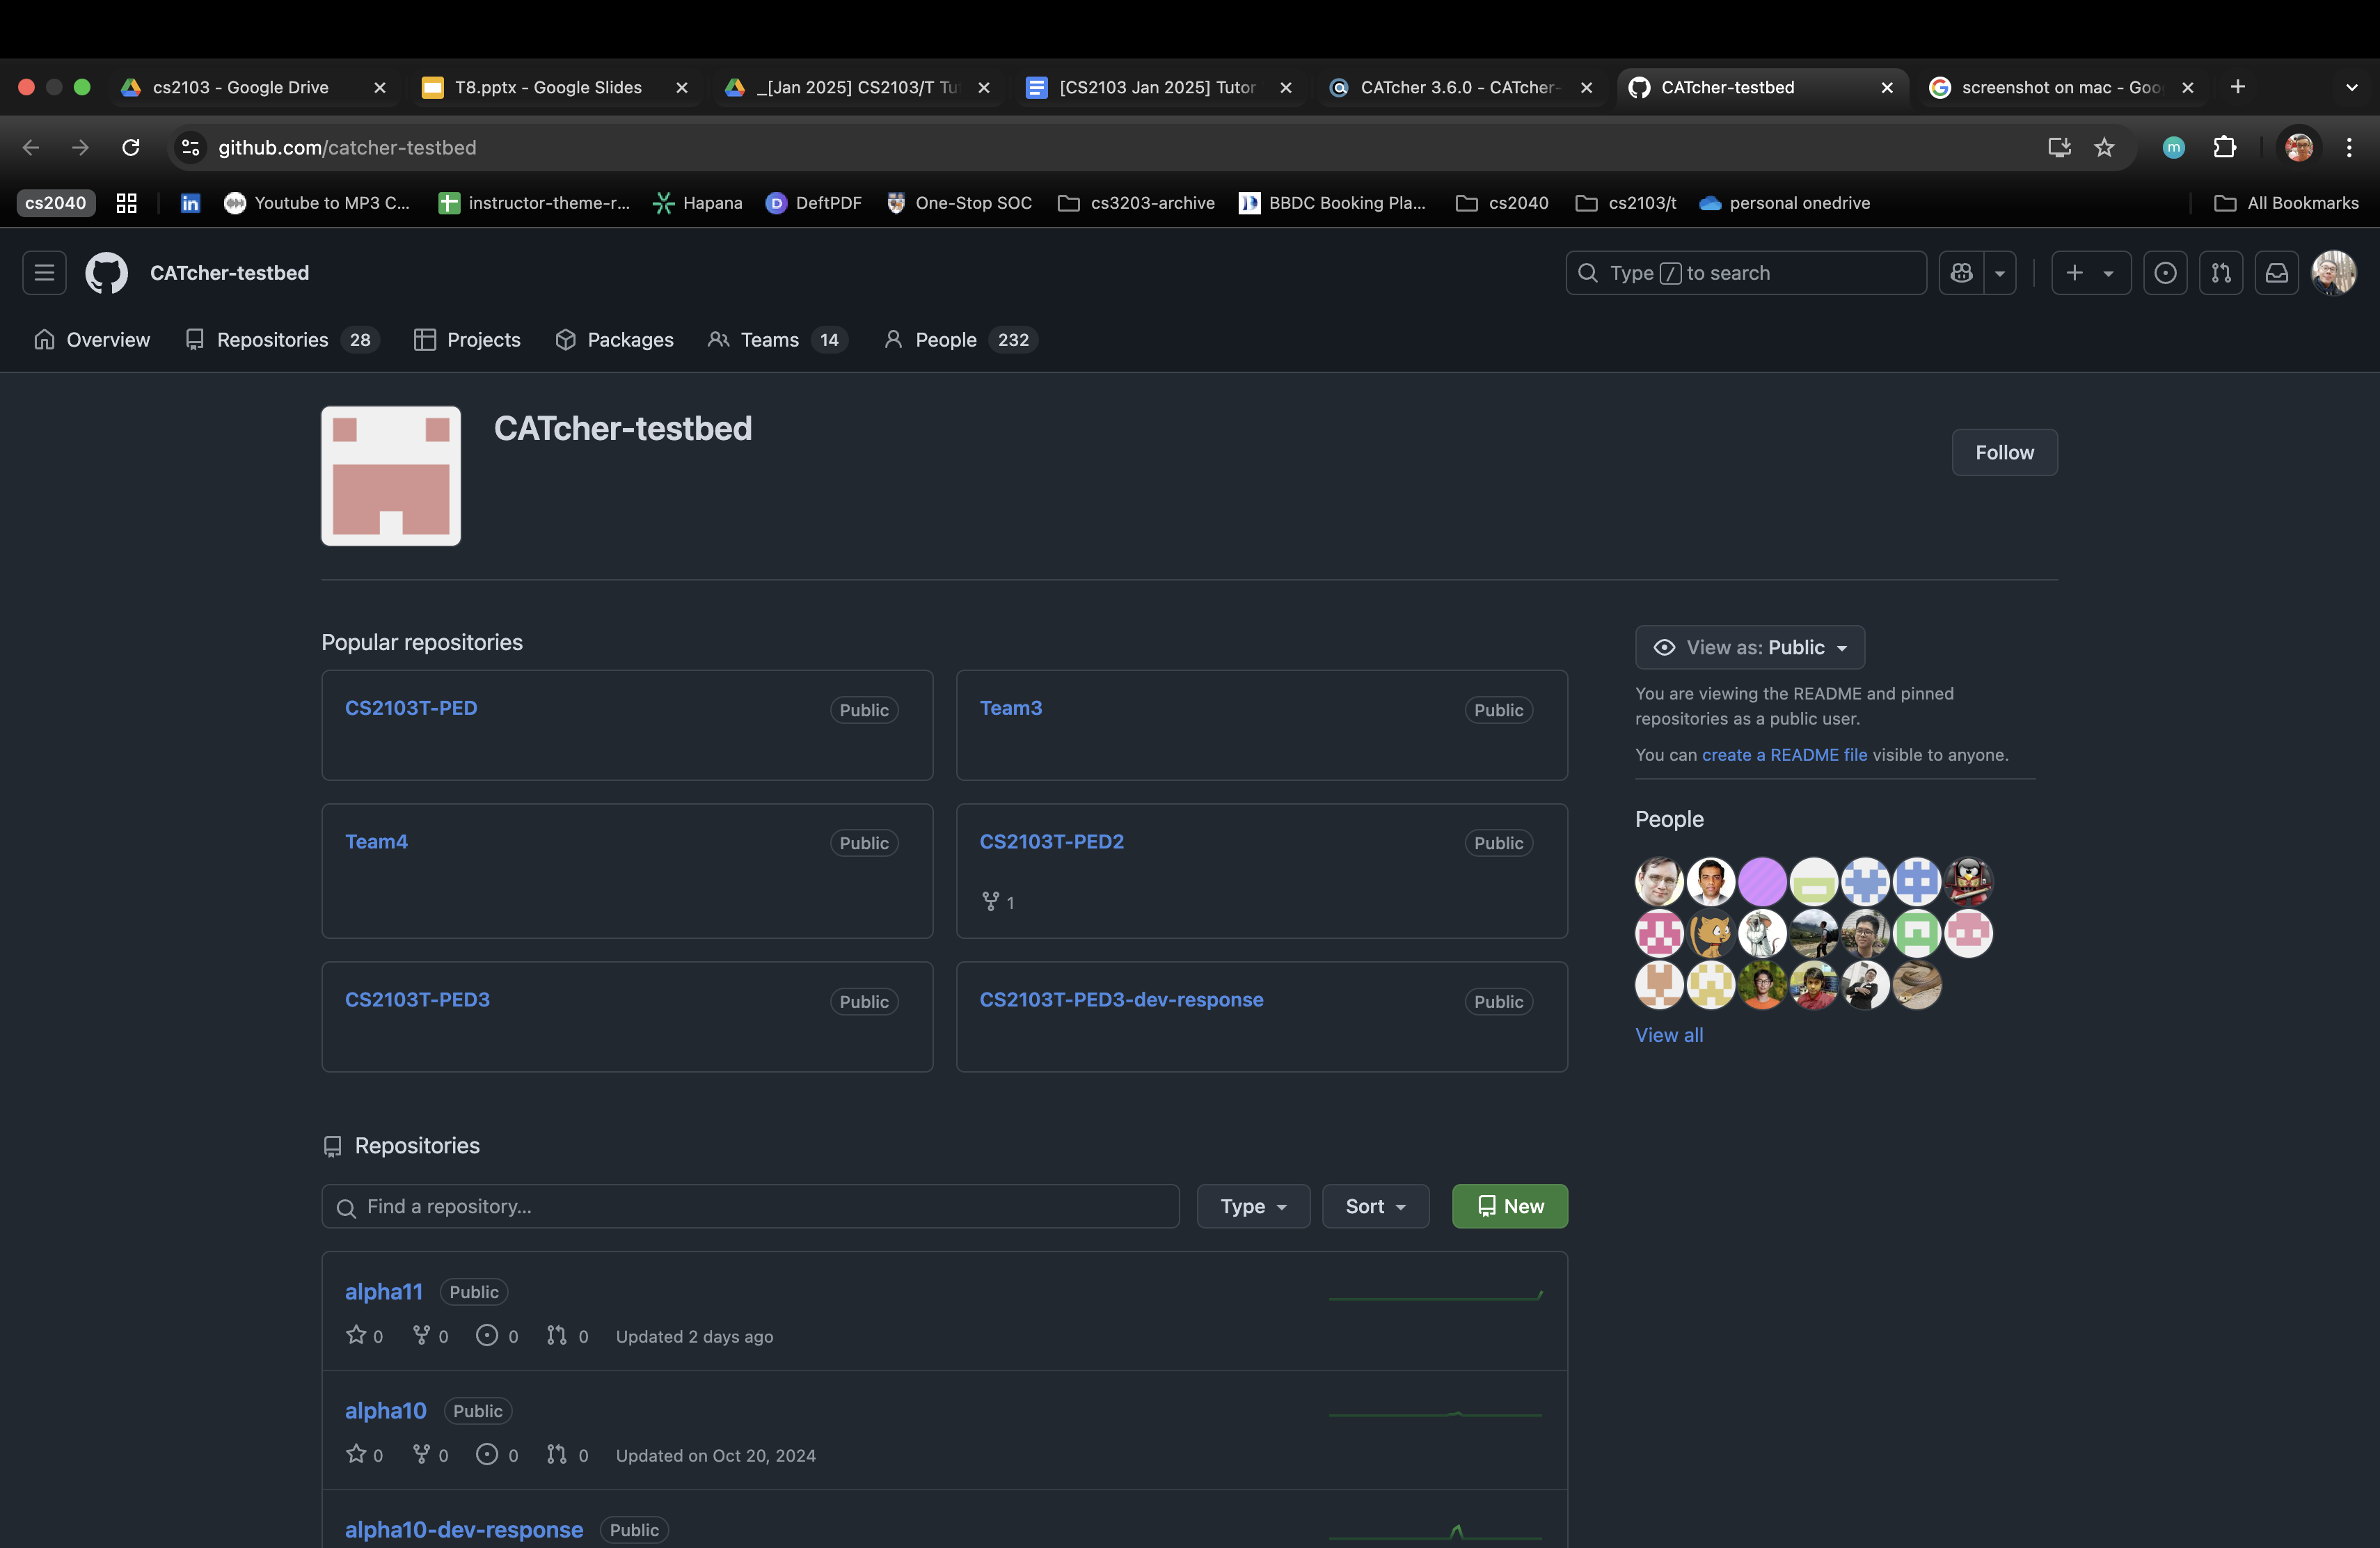 cs2103 - Google Drive
T8.pptx - Google Slides
_[Jan 2025] CS2103/T Tu
[CS2103 Jan 2025] Tutor
CATcher 3.6.0 - CATcher-
CATcher-testbed
screenshot on mac - Goo
github.com/catcher-testbed
m
cs2040
in
Youtube to MP3 C...
instructor-theme-r...
Hapana
D
DeftPDF
One-Stop SOC
cs3203-archive
BBDC Booking Pla...
cs2040
cs2103/t
personal onedrive
All Bookmarks
CATcher-testbed
Type / to search
Overview
Repositories 28
Projects
Packages
Teams 14
People 232
CATcher-testbed
Follow
Popular repositories
CS2103T-PED
Public
Team3
Public
Team4
Public
CS2103T-PED2
Public
1
CS2103T-PED3
Public
CS2103T-PED3-dev-response
Public
View as: Public
You are viewing the README and pinned
repositories as a public user.
You can create a README file visible to anyone.
People
View all
Repositories
Find a repository...
Type
Sort
New
alpha11 Public
0 0 0 0 Updated 2 days ago
alpha10 Public
0 0 0 0 Updated on Oct 20, 2024
alpha10-dev-response Public